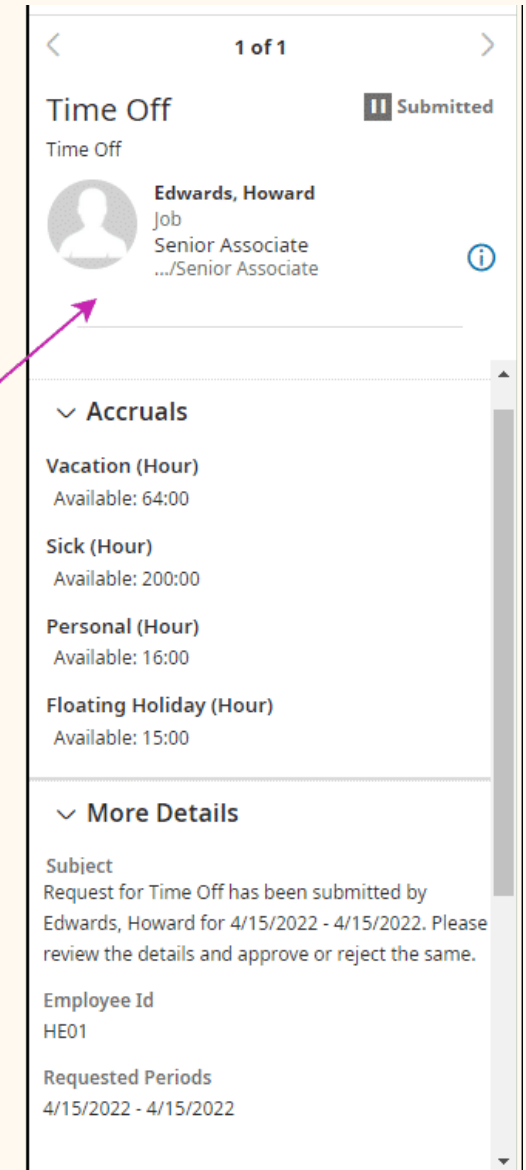 1 of 1
Time Off
Submitted
Time Off
Edwards, Howard
Job
Senior Associate
.../Senior Associate
Accruals
Vacation (Hour)
Available: 64:00
Sick (Hour)
Available: 200:00
Personal (Hour)
Available: 16:00
Floating Holiday (Hour)
Available: 15:00
More Details
Subject
Request for Time Off has been submitted by
Edwards, Howard for 4/15/2022 - 4/15/2022. Please
review the details and approve or reject the same.
Employee Id
HE01
Requested Periods
4/15/2022 - 4/15/2022